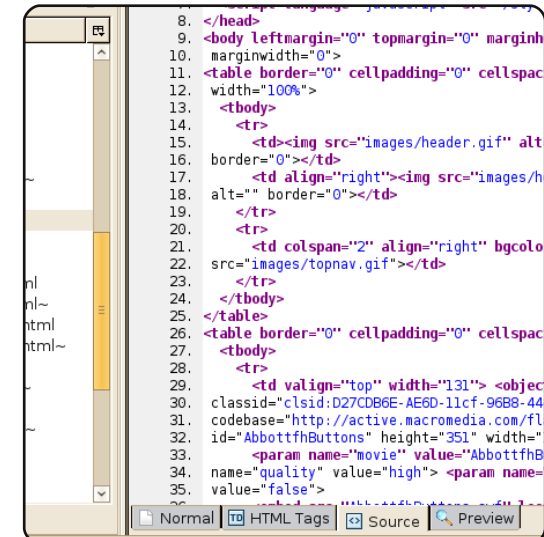 8. </head>
9. <body leftmargin="0" topmargin="0" marginh
10. marginwidth="0">
11. <table border="0" cellpadding="0" cellspac
12. width="100%">
13. <tbody>
14. <tr>
15. <td><img src="images/header.gif" alt
16. border="0"></td>
17. <td align="right"><img src="images/h
18. alt="" border="0"></td>
19. </tr>
20. <tr>
21. <td colspan="2" align="right" bgcolo
22. src="images/topnav.gif"></td>
23. </tr>
24. </tbody>
25. </table>
26. <table border="0" cellpadding="0" cellspac
27. <tbody>
28. <tr>
29. <td valign="top" width="131"> <objec
30. classid="clsid:D27CDB6E-AE6D-11cf-96B8-44
31. codebase="http://active.macromedia.com/fl
32. id="AbbottfhButtons" height="351" width="
33. <param name="movie" value="AbbottfhB
34. name="quality" value="high"> <param name=
35. value="false">
Normal HTML Tags Source Preview